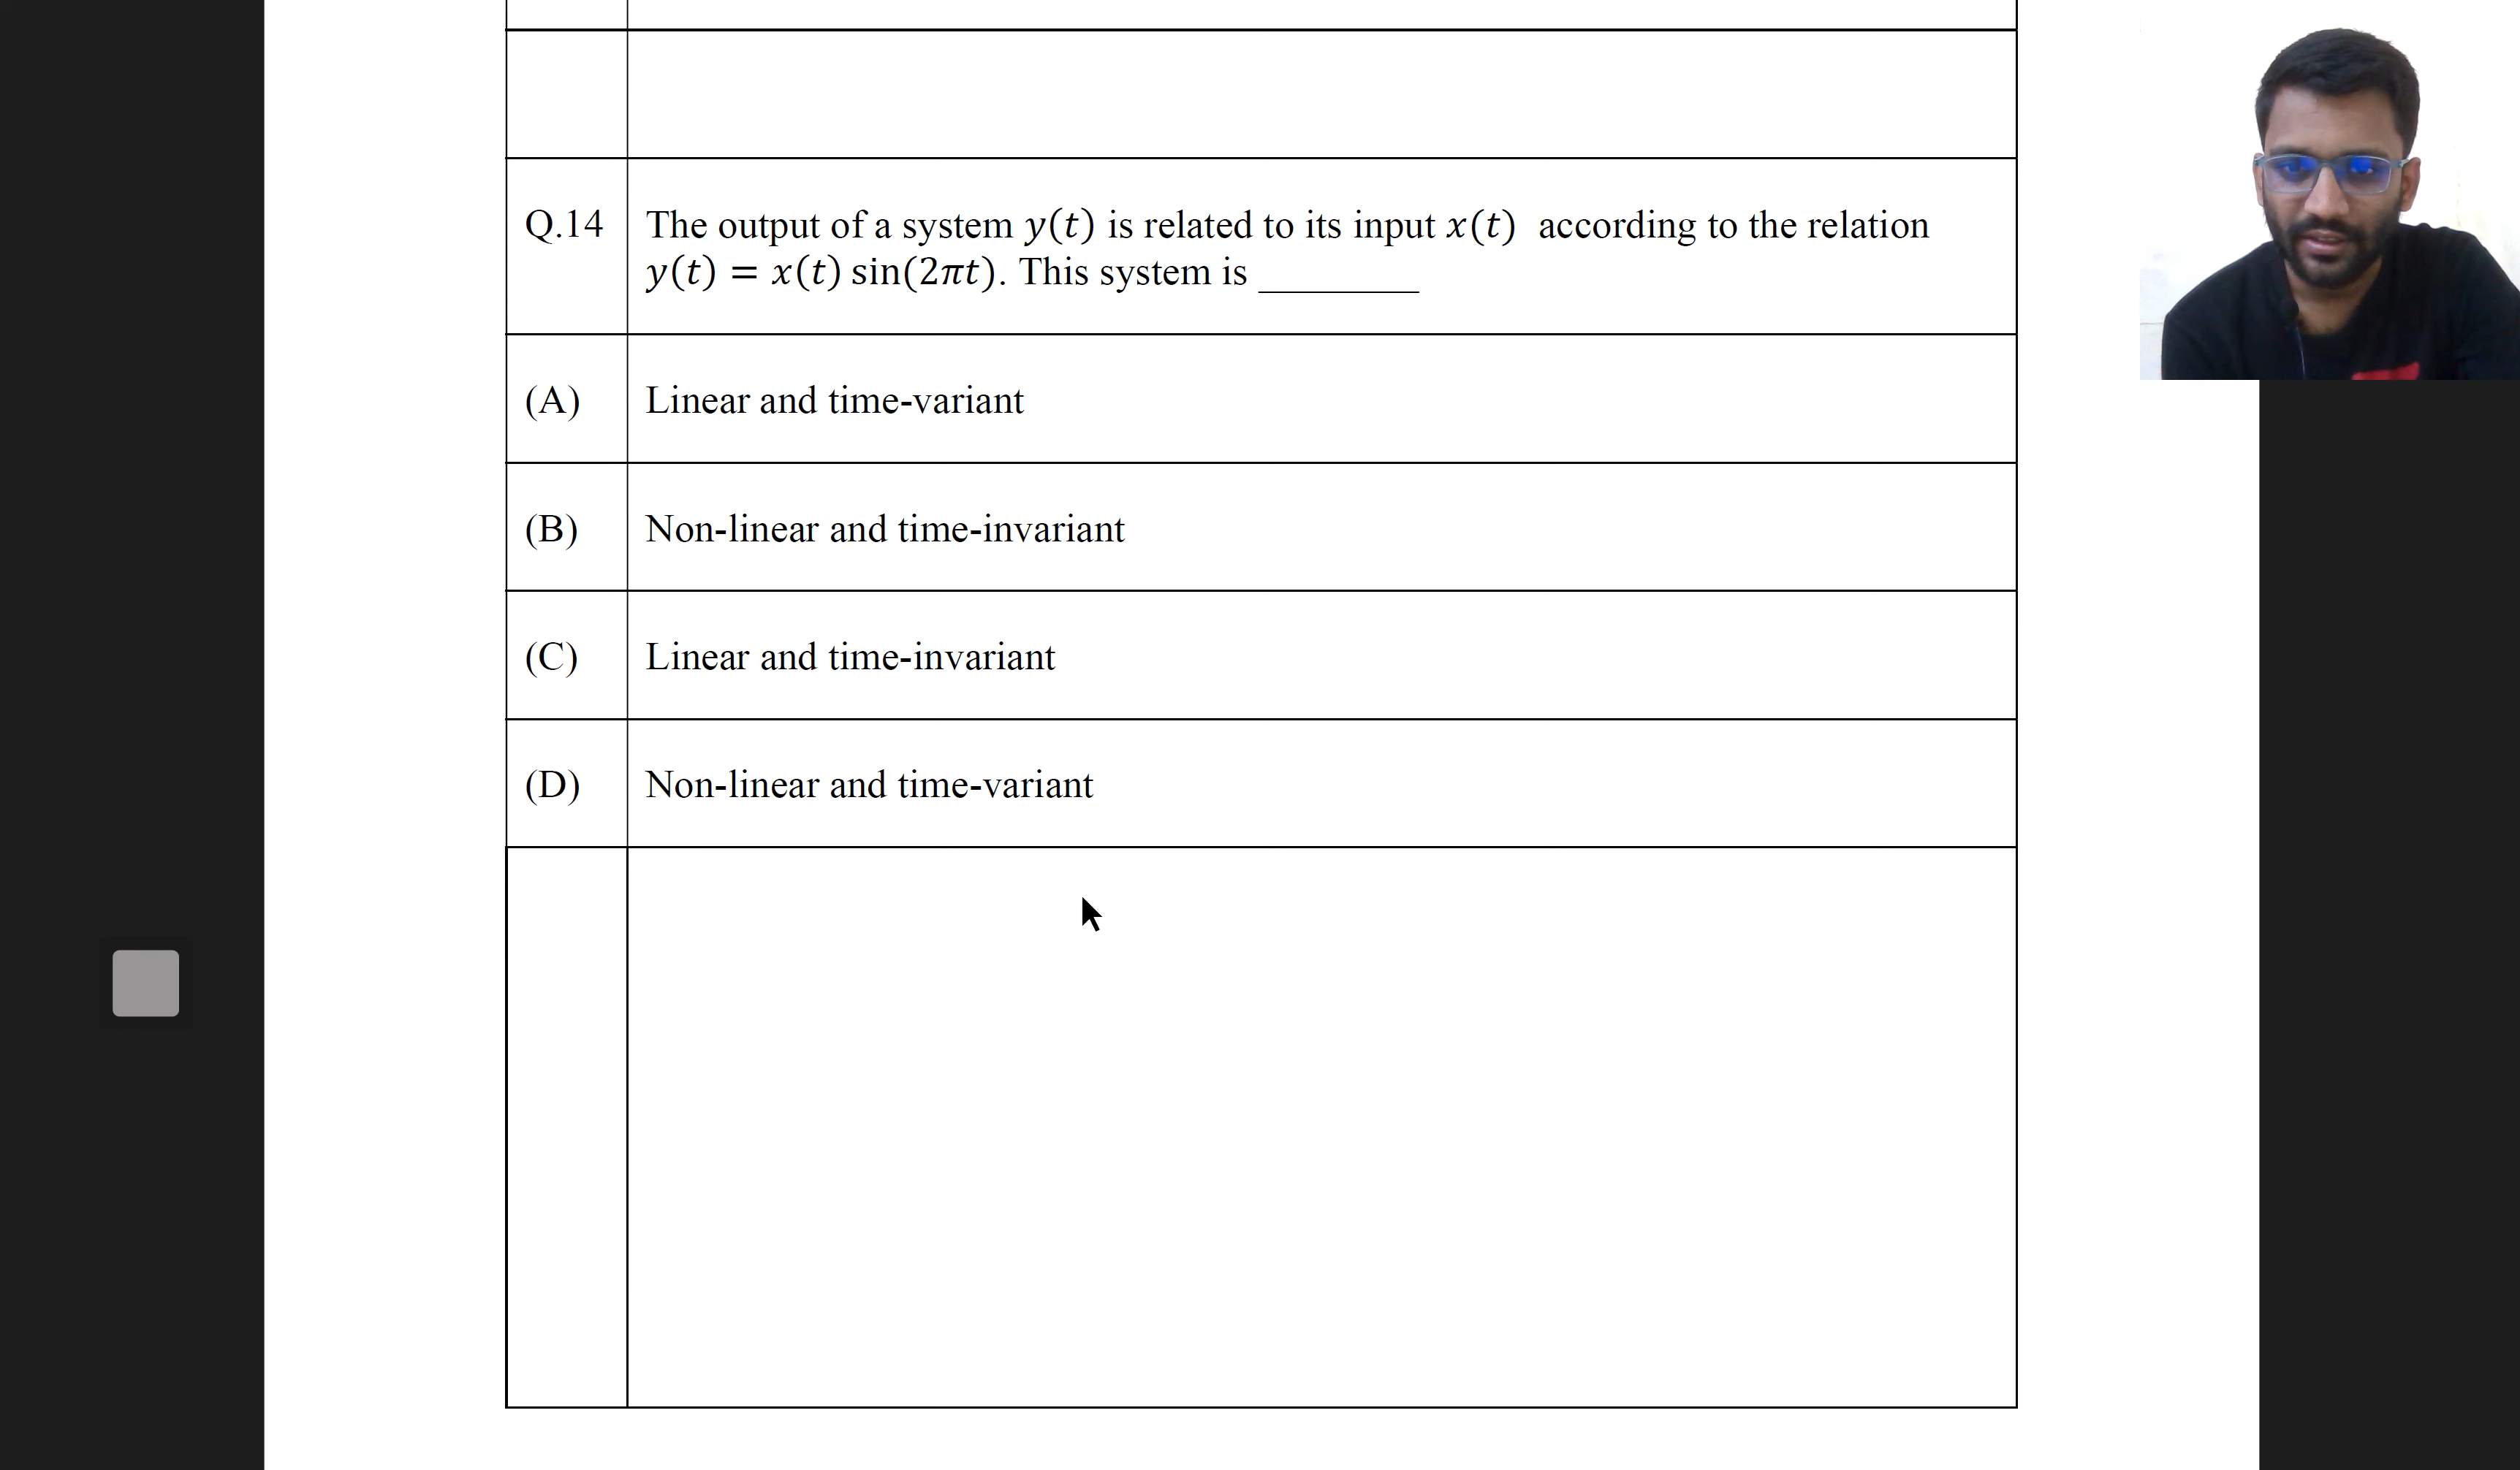 Q.14 The output of a system y(t) is related to its input x(t) according to the relation
y(t) = x(t) sin(2πt). This system is ________
(A) Linear and time-variant
(B) Non-linear and time-invariant
(C) Linear and time-invariant
(D) Non-linear and time-variant